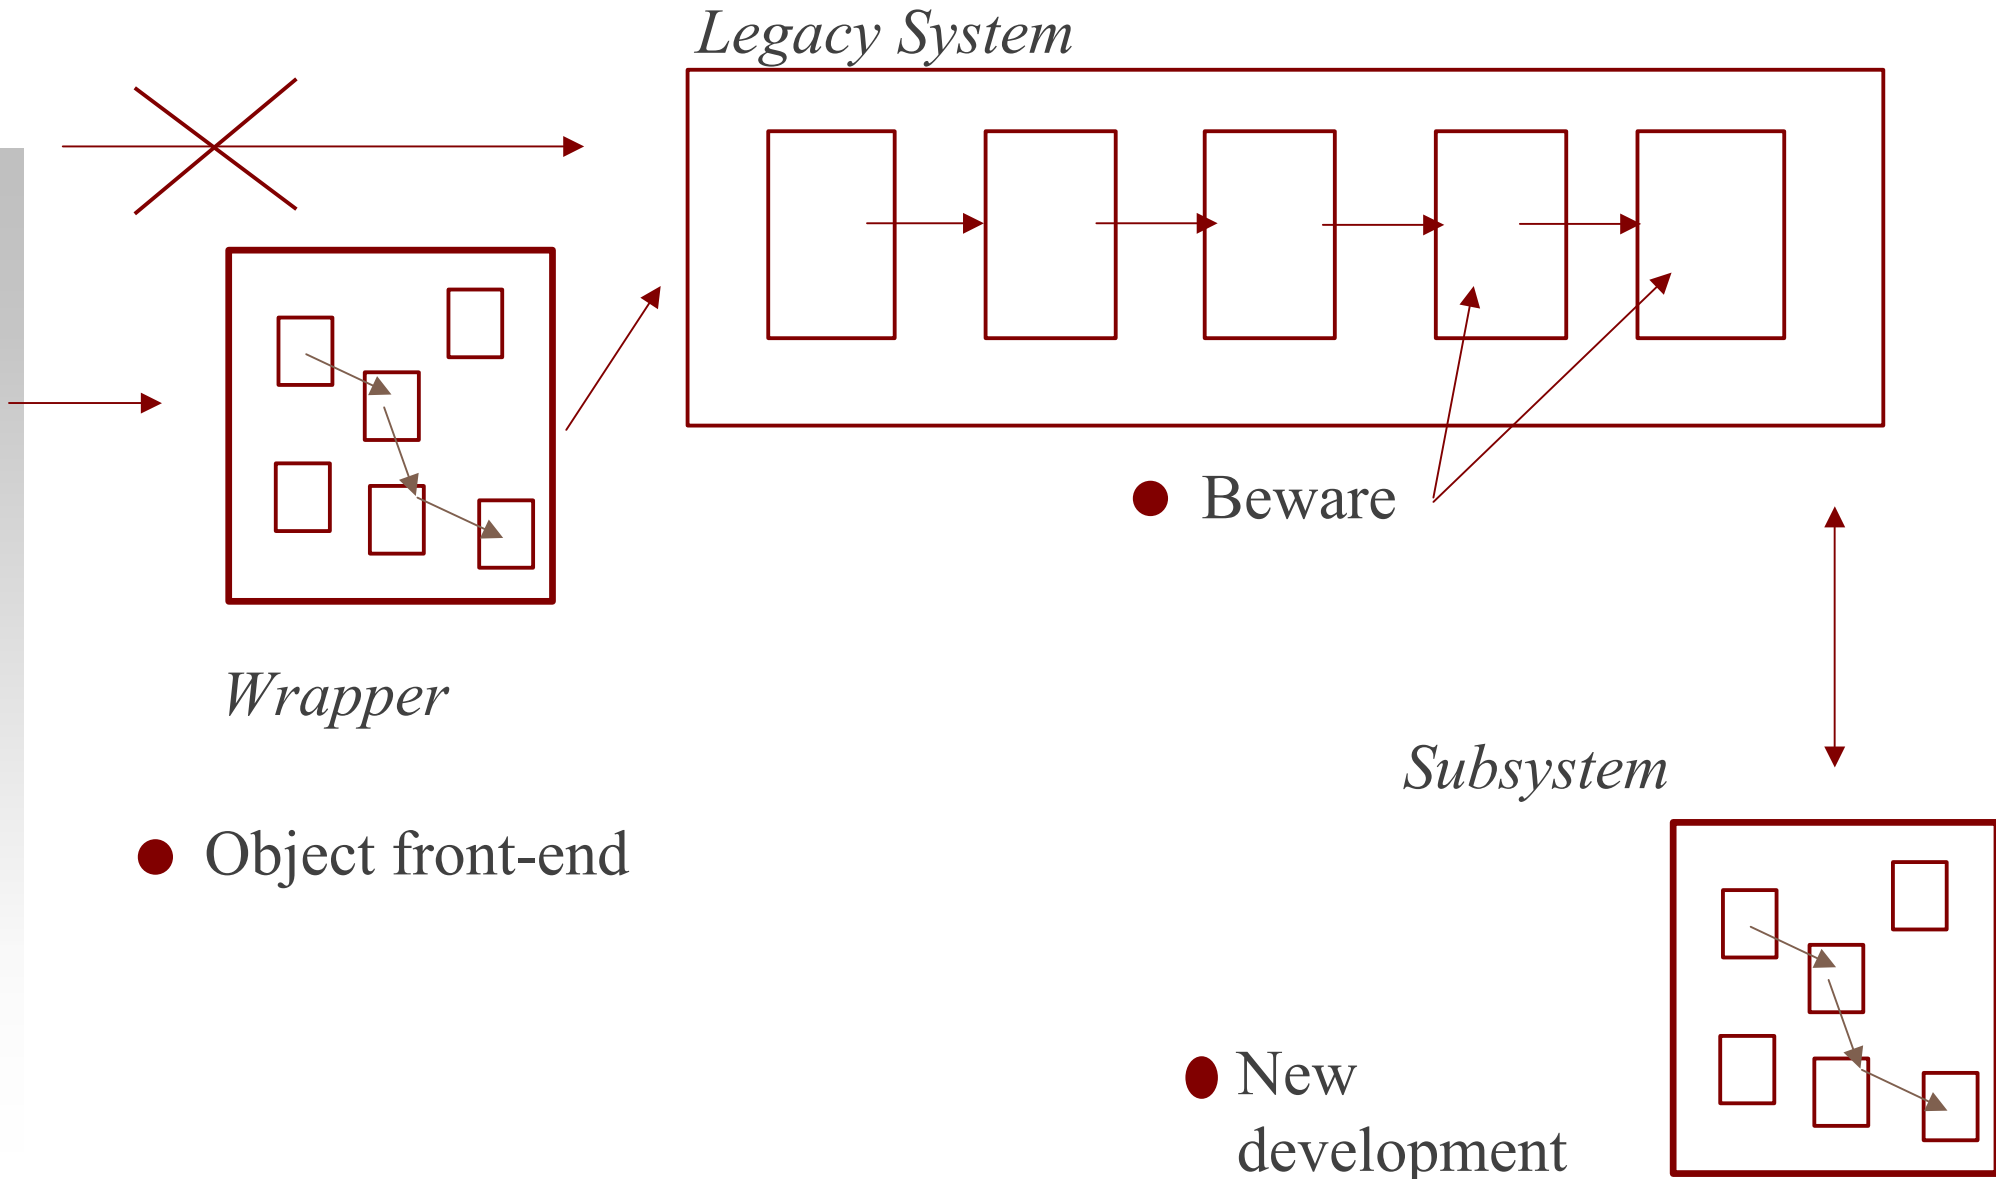 Legacy System
Beware
Wrapper
Subsystem
Object front-end
New
development